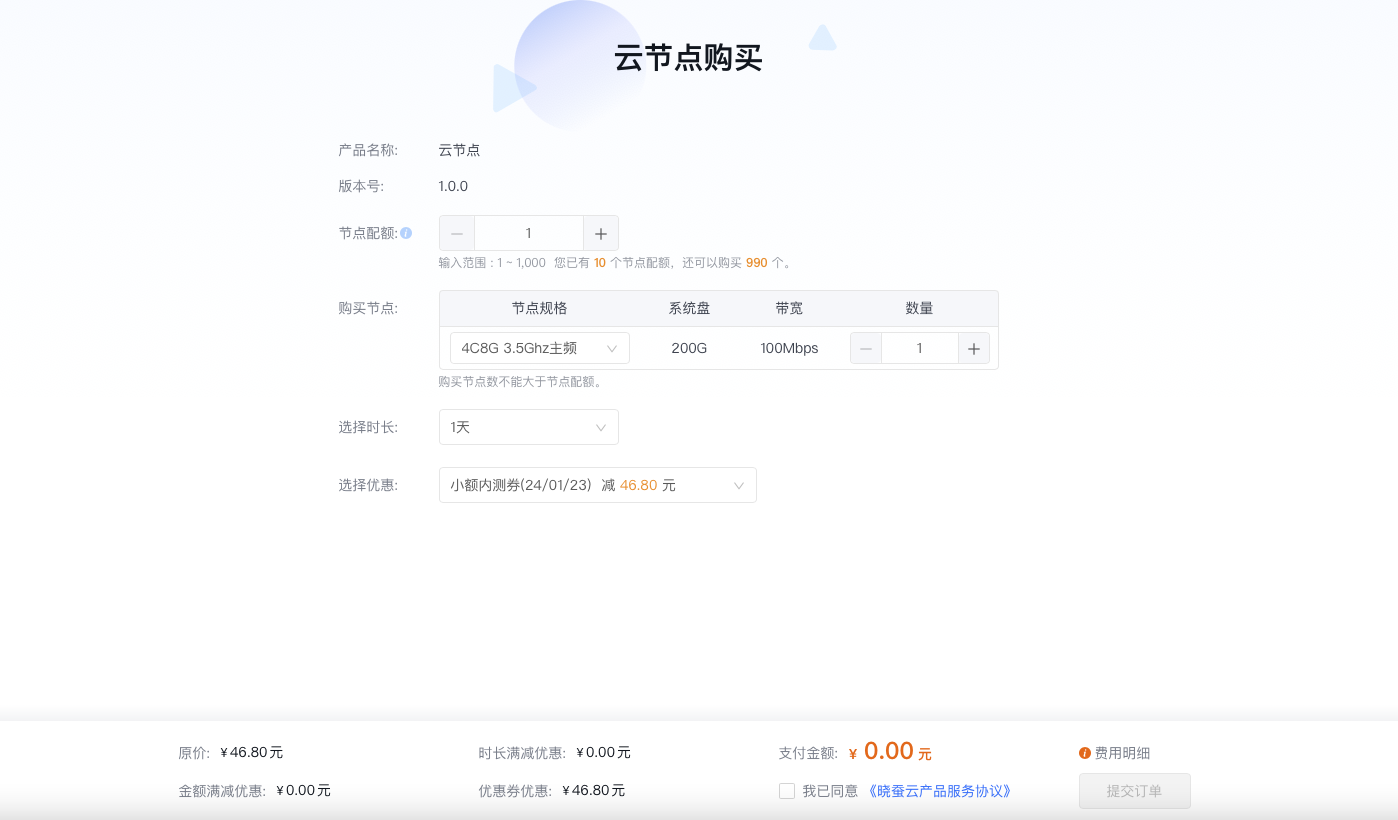 云节点购买
产品名称: 云节点
版本号: 1.0.0
节点配额: 1
输入范围 : 1 ~ 1,000 您已有 10 个节点配额，还可以购买 990 个。
购买节点: 节点规格 系统盘 带宽 数量
4C8G 3.5Ghz主频 200G 100Mbps 1
购买节点数不能大于节点配额。
选择时长: 1天
选择优惠: 小额内测券(24/01/23) 减 46.80 元
原价: ¥46.80元 时长满减优惠: ¥0.00元 支付金额: ¥ 0.00 元 费用明细
金额满减优惠: ¥0.00元 优惠券优惠: ¥46.80元 我已同意 《晓蚕云产品服务协议》 提交订单